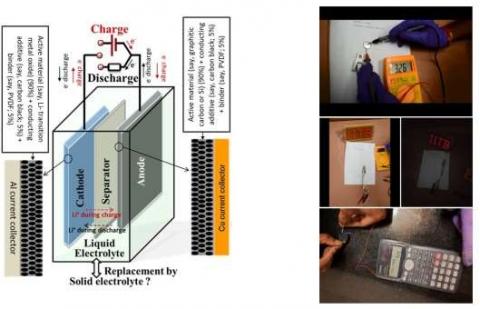 Charge
e⁻
Discharge
e⁻ discharge
e⁻ charge
e⁻ discharge
e⁻ charge
Active material (say, Li⁺- transition
metal oxide) (90%) + conducting
additive (say, carbon black; 5%) +
binder (say, PVDF; 5%)
Active material (say, graphitic
carbon or Si) (90%) + conducting
additive (say, carbon black; 5%)
+ binder (say, PVDF; 5%)
Al current collector
Cathode
Separator
Anode
Cu current collector
Li⁺ during charge
Li⁺ during discharge
Liquid
Electrolyte
Replacement by
Solid electrolyte ?